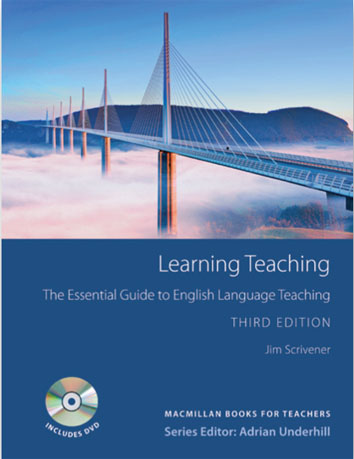 Learning Teaching
The Essential Guide to English Language Teaching
THIRD EDITION
Jim Scrivener
INCLUDES DVD
MACMILLAN BOOKS FOR TEACHERS
Series Editor: Adrian Underhill